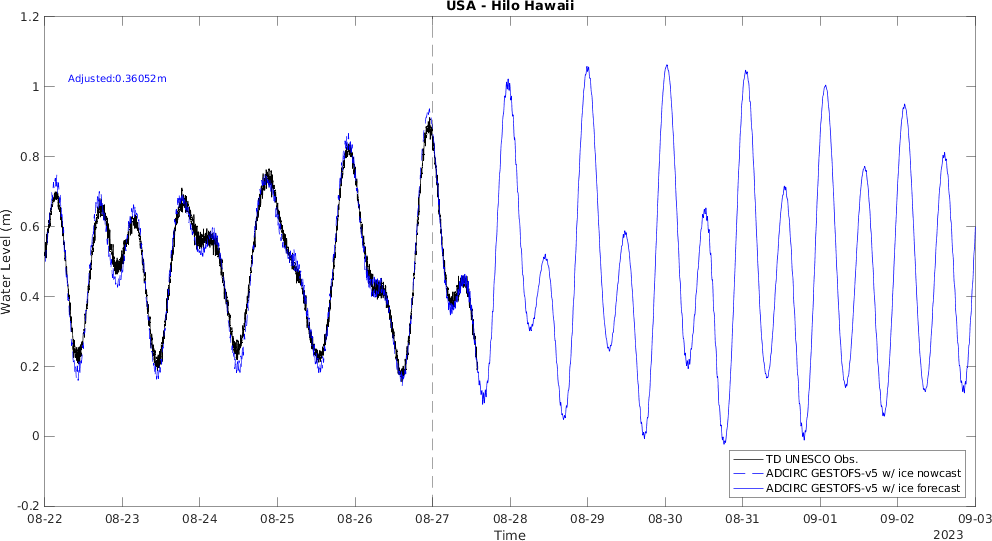 USA - Hilo Hawaii
1.2
1
0.8
0.6
0.4
0.2
0
-0.2
Water Level (m)
Adjusted:0.36052m
TD UNESCO Obs.
ADCIRC GESTOFS-v5 w/ ice nowcast
ADCIRC GESTOFS-v5 w/ ice forecast
08-22 08-23 08-24 08-25 08-26 08-27 08-28 08-29 08-30 08-31 09-01 09-02 09-03
Time
2023